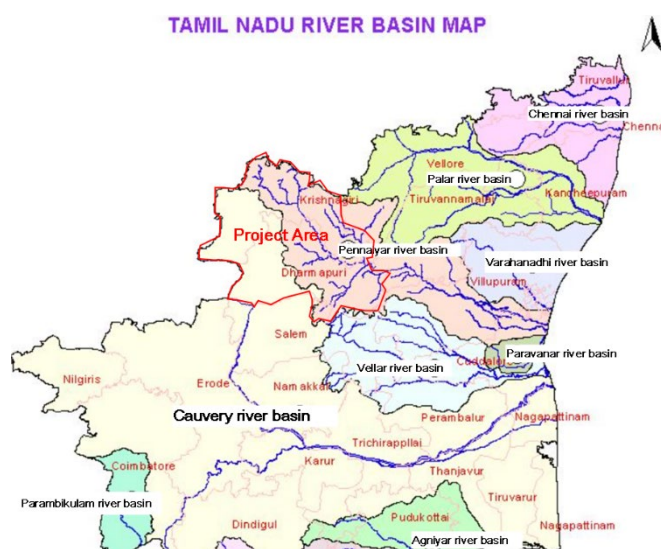 TAMIL NADU RIVER BASIN MAP
Tiruvallur
Chennai river basin
Chennai
Vellore
Palar river basin
Kancheepuram
Krishnagiri
Tiruvannamalai
Project Area
Pennaiyar river basin
Varahanadhi river basin
Dharmapuri
Villupuram
Salem
Paravanar river basin
Cuddalore
Vellar river basin
Nilgiris
Erode
Namakkal
Cauvery river basin
Perambalur
Nagapattinam
Trichirappllai
Coimbatore
Karur
Thanjavur
Parambikulam river basin
Tiruvarur
Pudukottai
Dindigul
Nagapattinam
Agniyar river basin